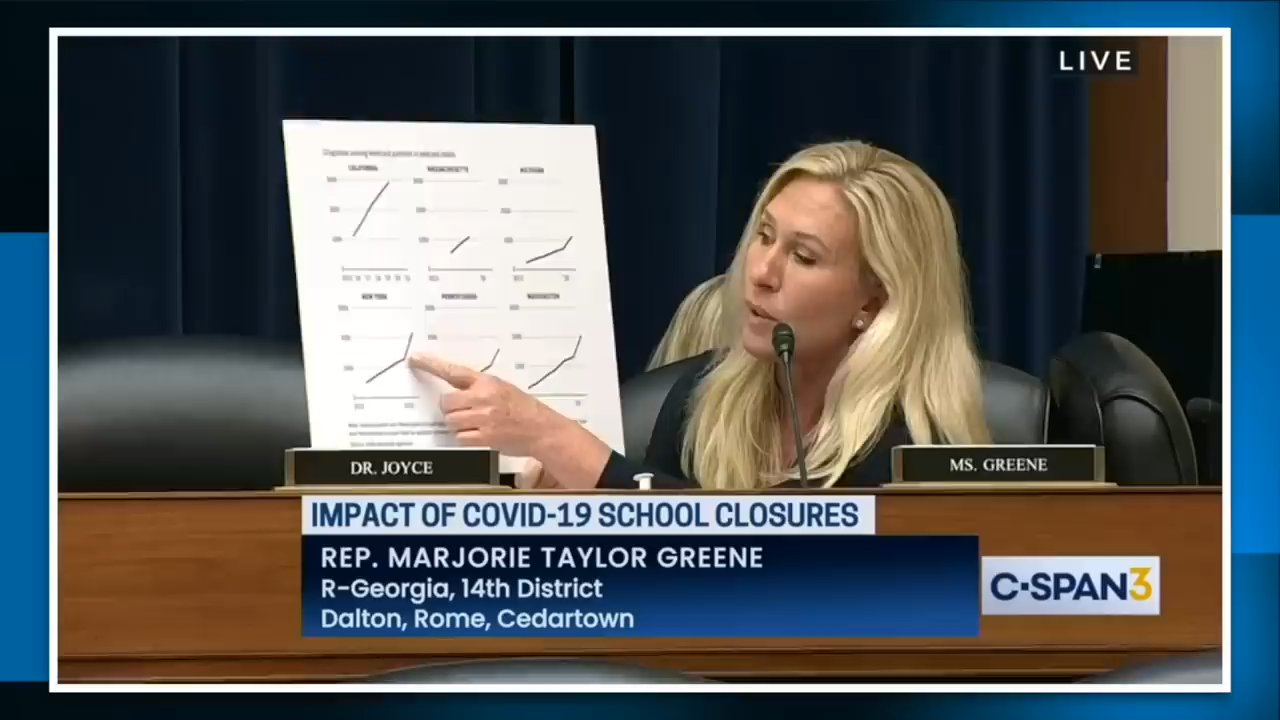 LIVE
CALIFORNIA
MASSACHUSETTS
MICHIGAN
NEW YORK
PENNSYLVANIA
WASHINGTON
DR. JOYCE
MS. GREENE
IMPACT OF COVID-19 SCHOOL CLOSURES
REP. MARJORIE TAYLOR GREENE
R-Georgia, 14th District
Dalton, Rome, Cedartown
C-SPAN3